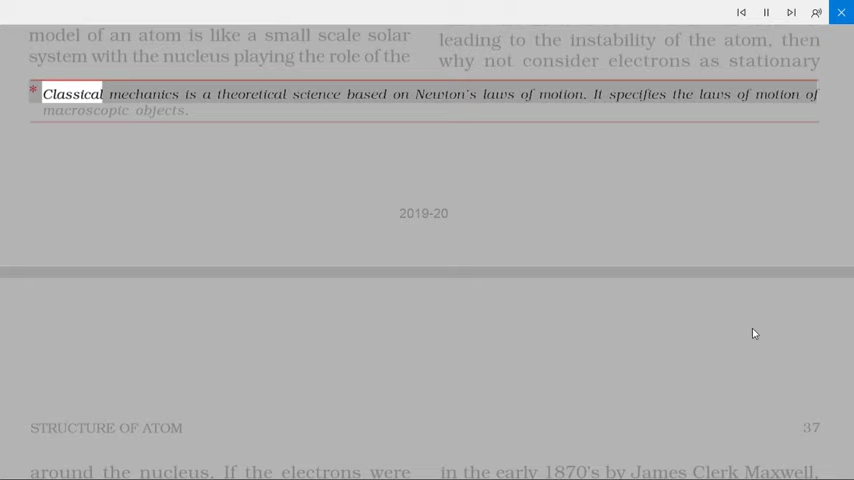 model of an atom is like a small scale solar
system with the nucleus playing the role of the
leading to the instability of the atom, then
why not consider electrons as stationary
* Classical mechanics is a theoretical science based on Newton's laws of motion. It specifies the laws of motion of
macroscopic objects.
2019-20
STRUCTURE OF ATOM
37
around the nucleus. If the electrons were
in the early 1870's by James Clerk Maxwell,